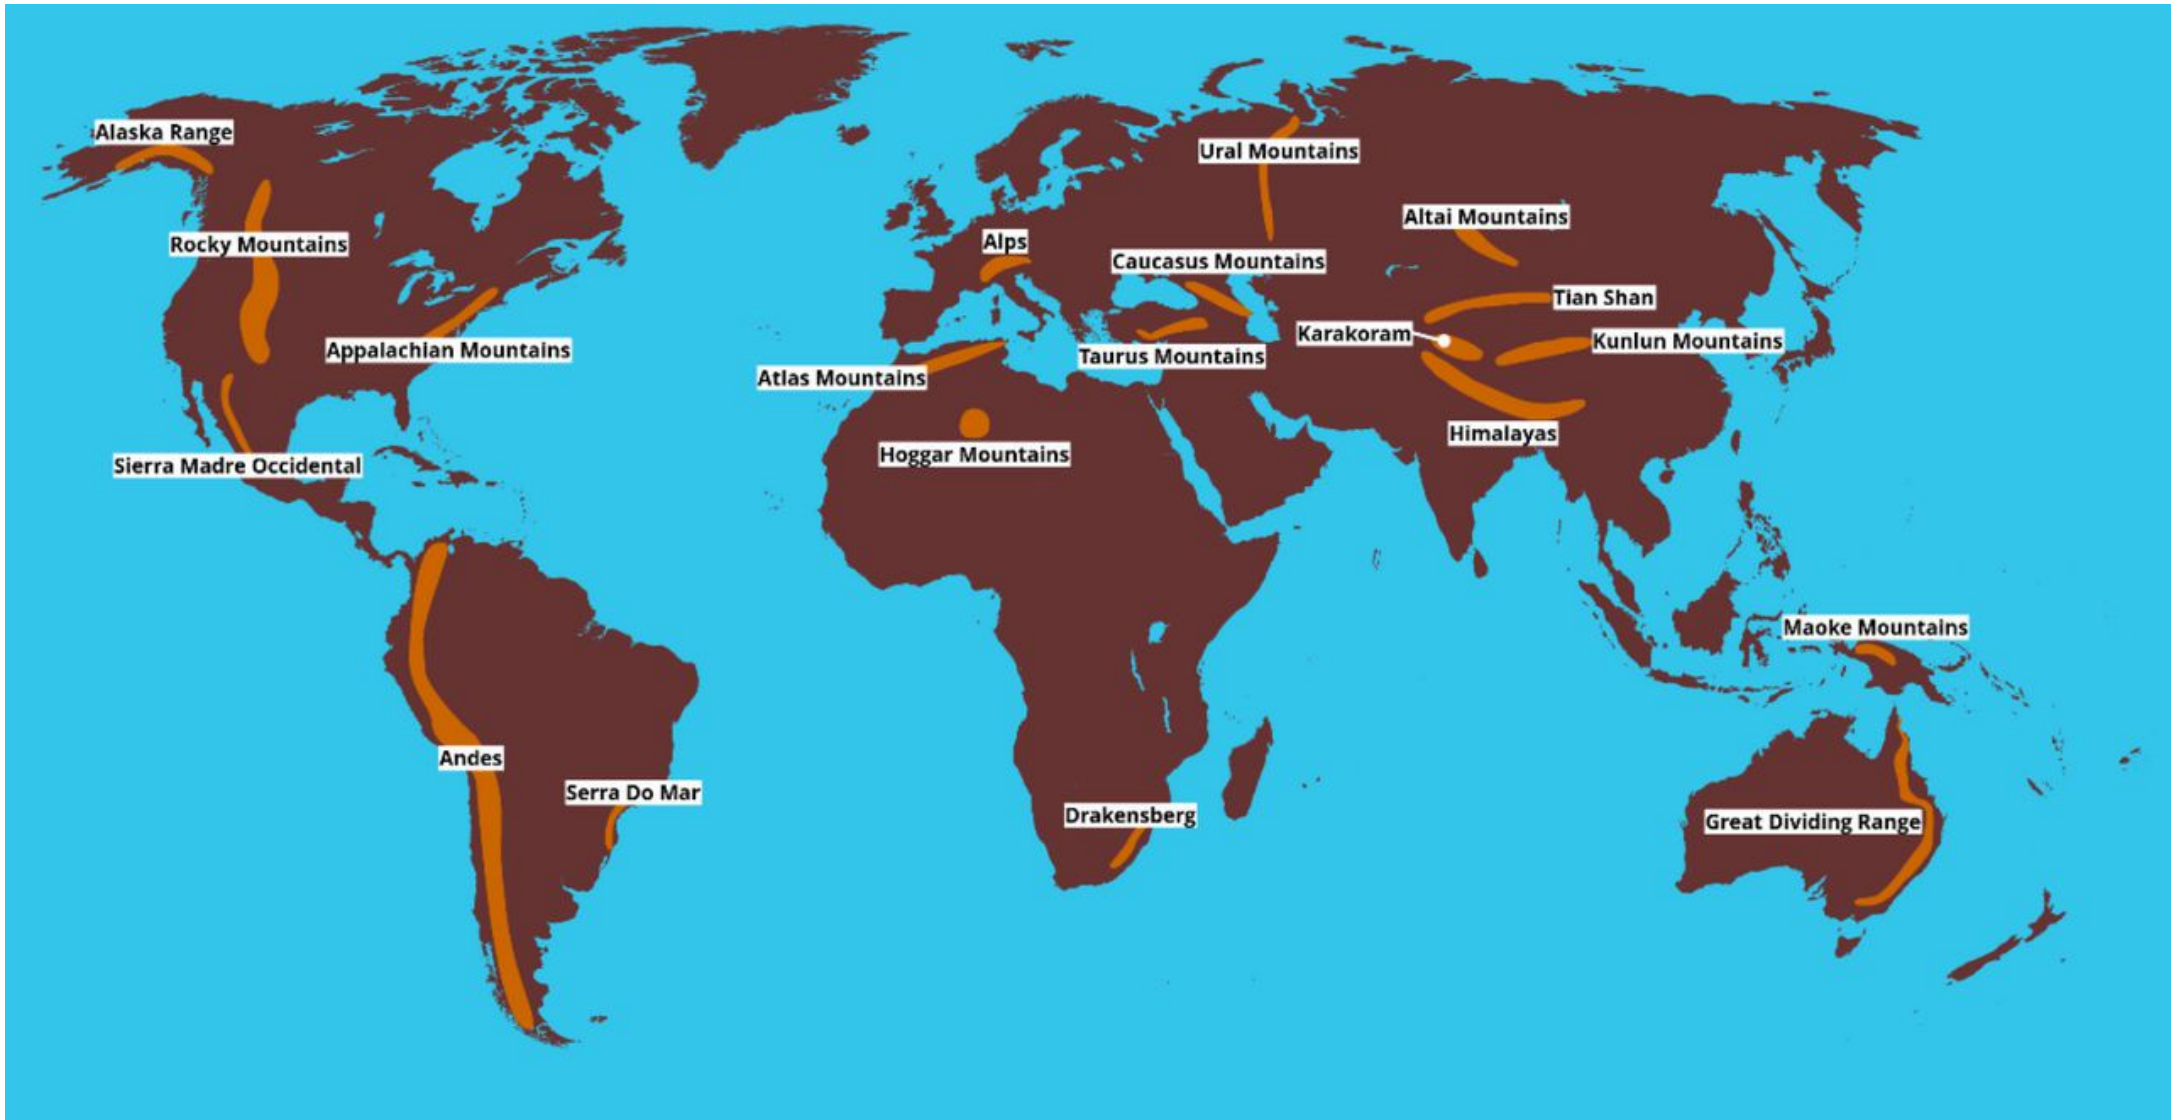 Alaska Range
Ural Mountains
Altai Mountains
Rocky Mountains
Alps
Caucasus Mountains
Tian Shan
Karakoram
Kunlun Mountains
Appalachian Mountains
Taurus Mountains
Atlas Mountains
Himalayas
Hoggar Mountains
Sierra Madre Occidental
Maoke Mountains
Andes
Serra Do Mar
Drakensberg
Great Dividing Range